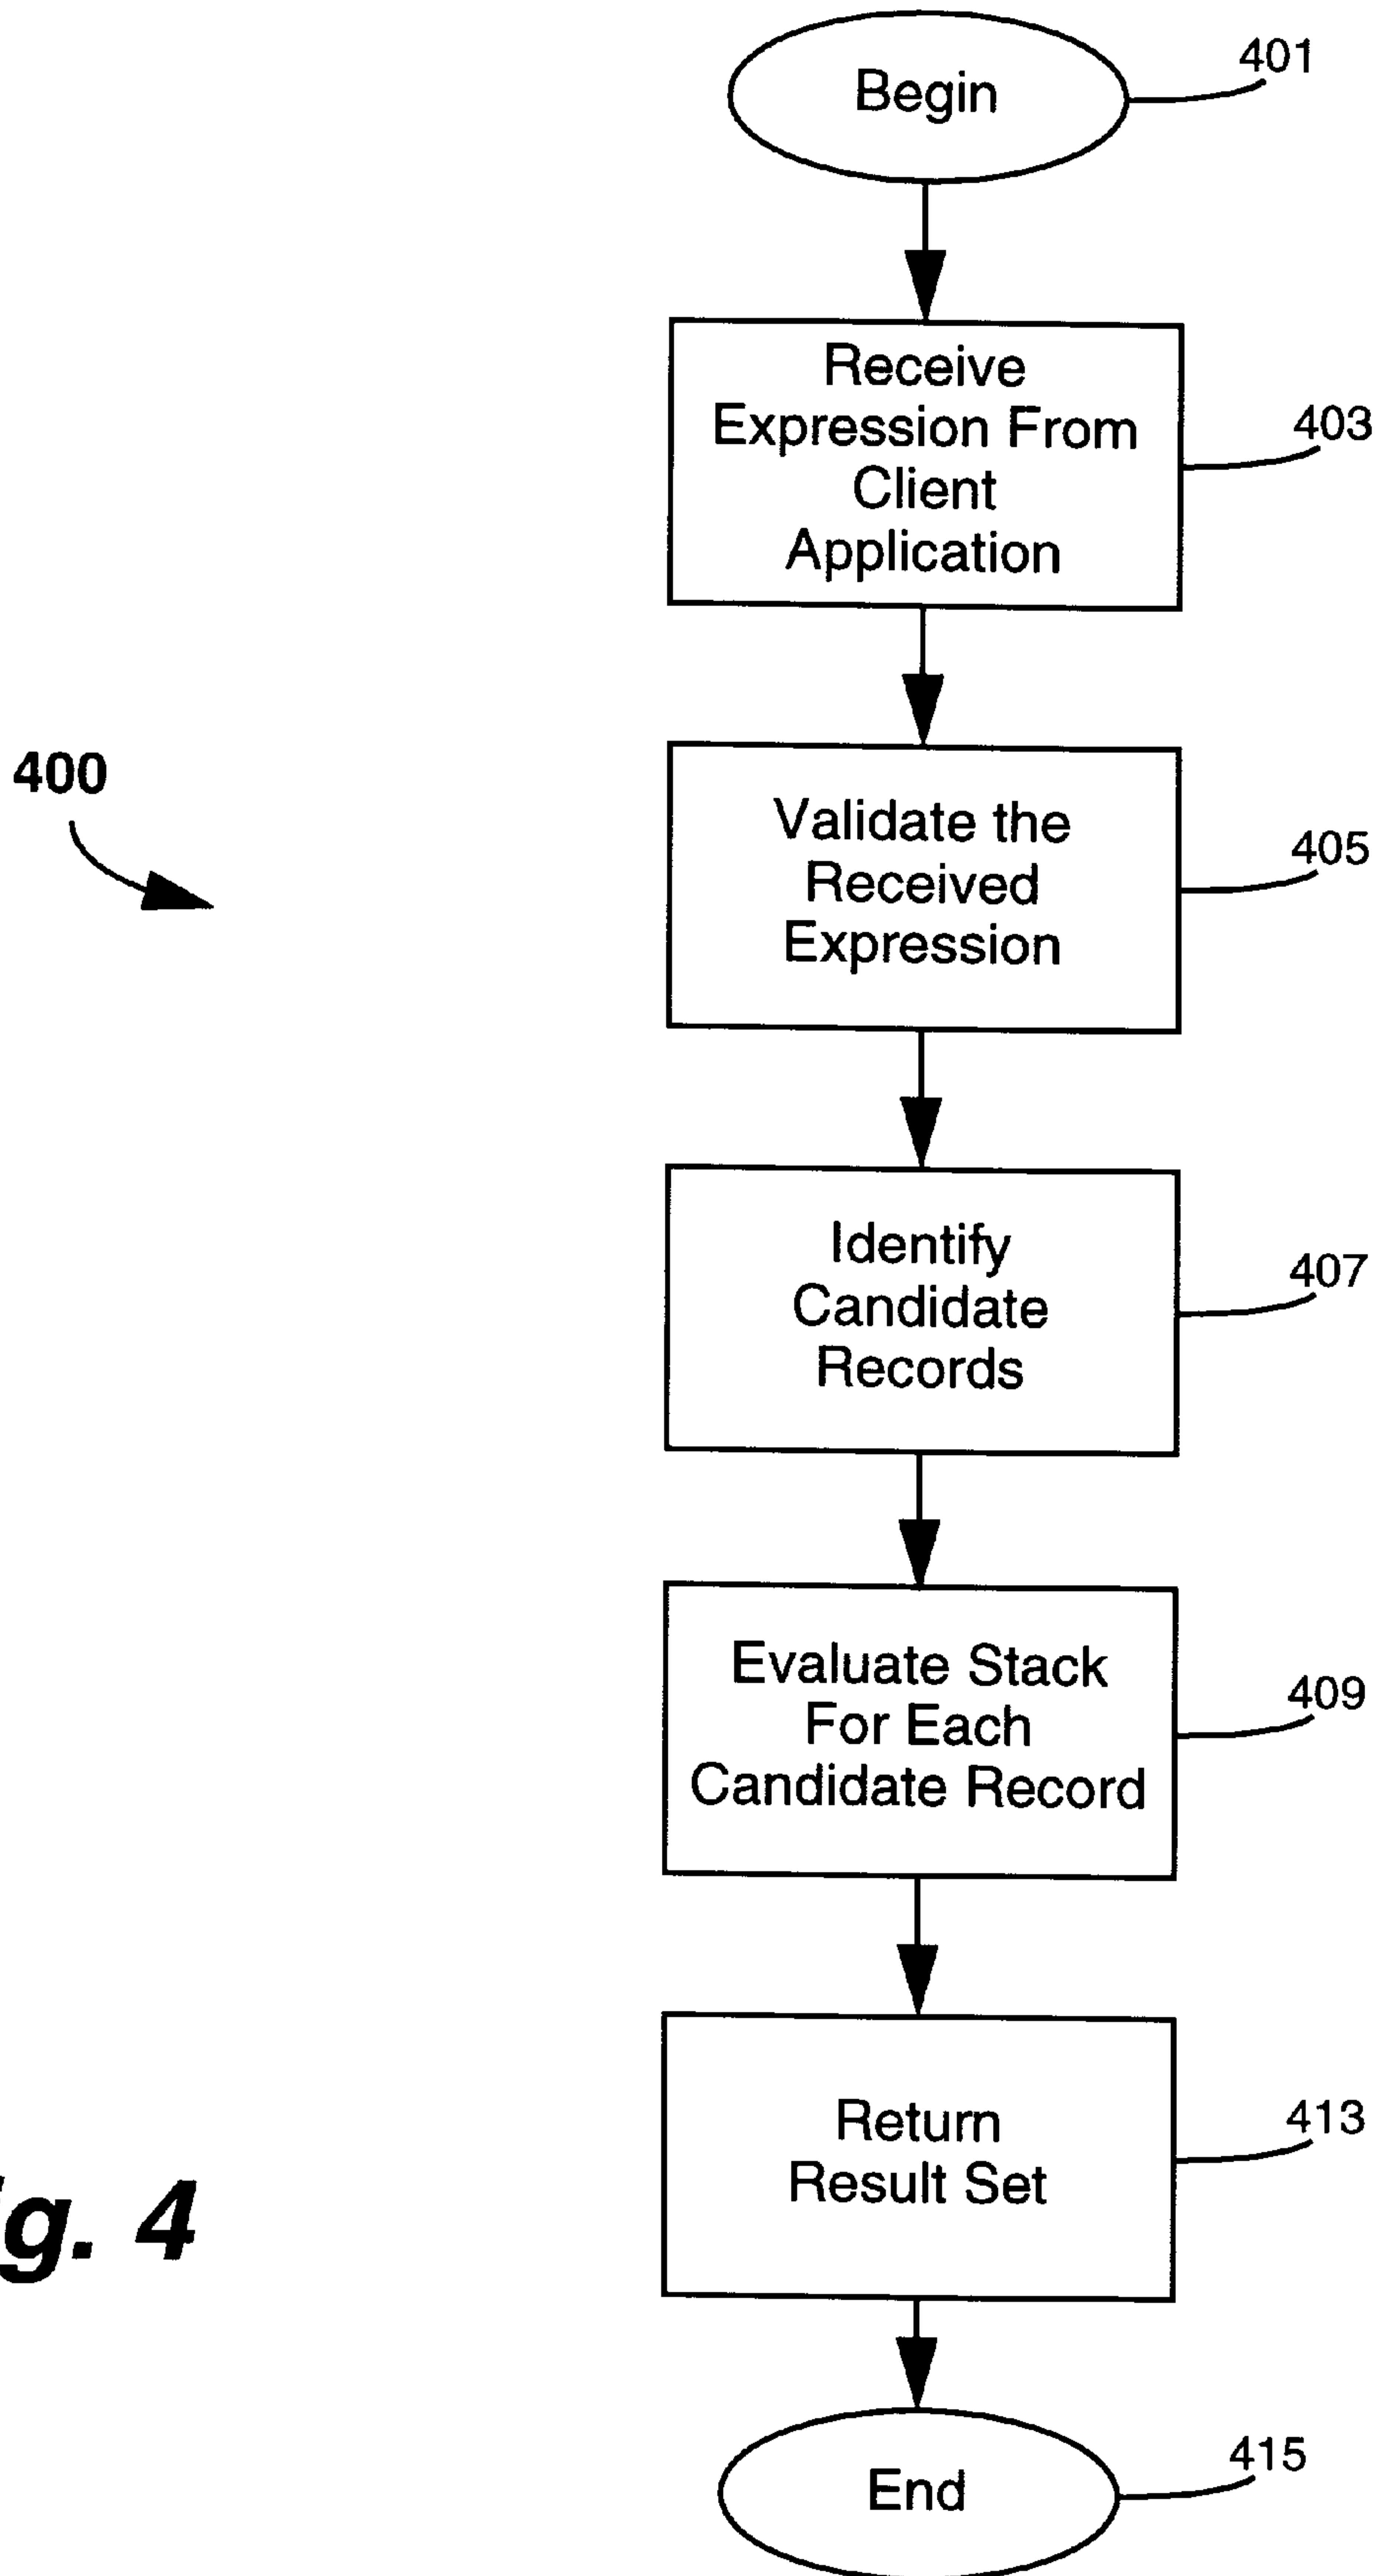 Begin
401
Receive
Expression From
Client
Application
403
400
Validate the
Received
Expression
405
Identify
Candidate
Records
407
Evaluate Stack
For Each
Candidate Record
409
Return
Result Set
413
ig. 4
End
415